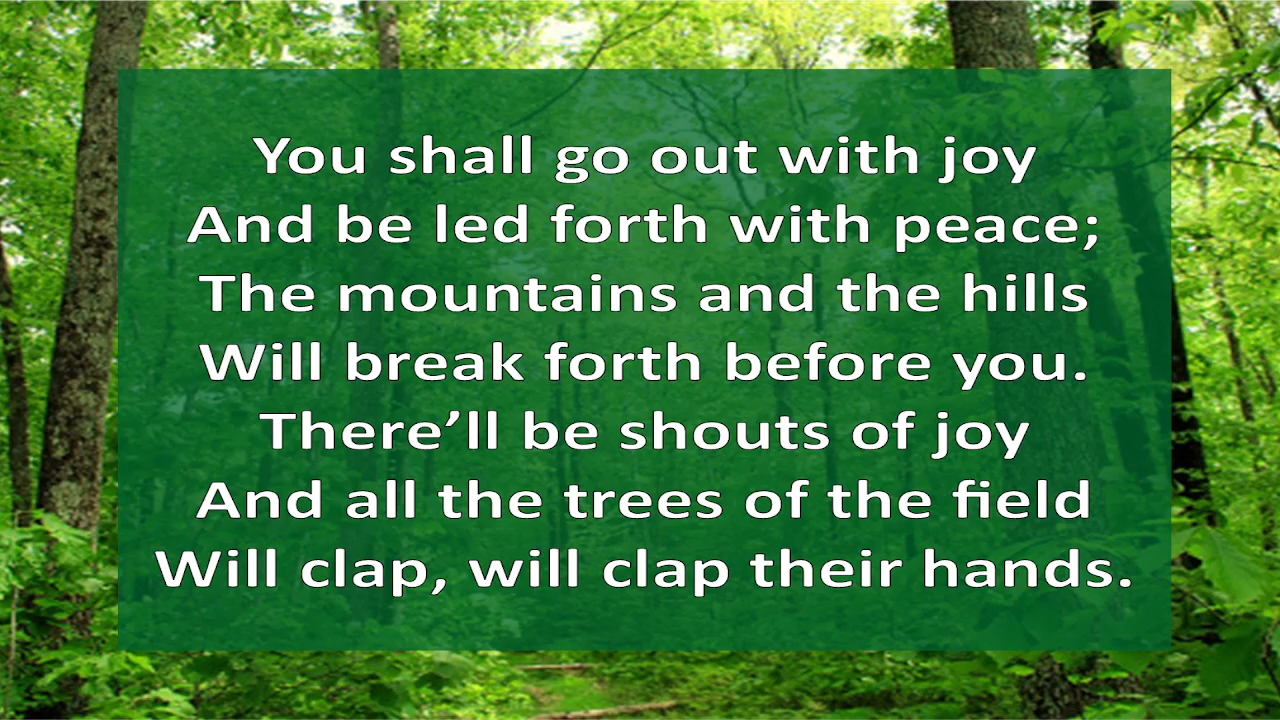 You shall go out with joy
And be led forth with peace;
The mountains and the hills
Will break forth before you.
There’ll be shouts of joy
And all the trees of the field
Will clap, will clap their hands.